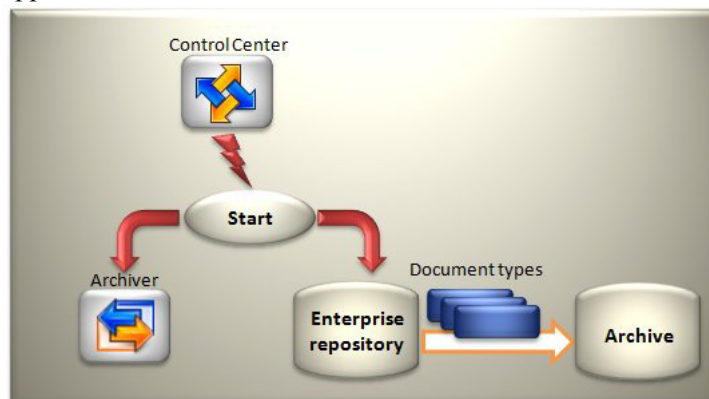 Control Center
Start
Archiver
Document types
Enterprise
repository
Archive